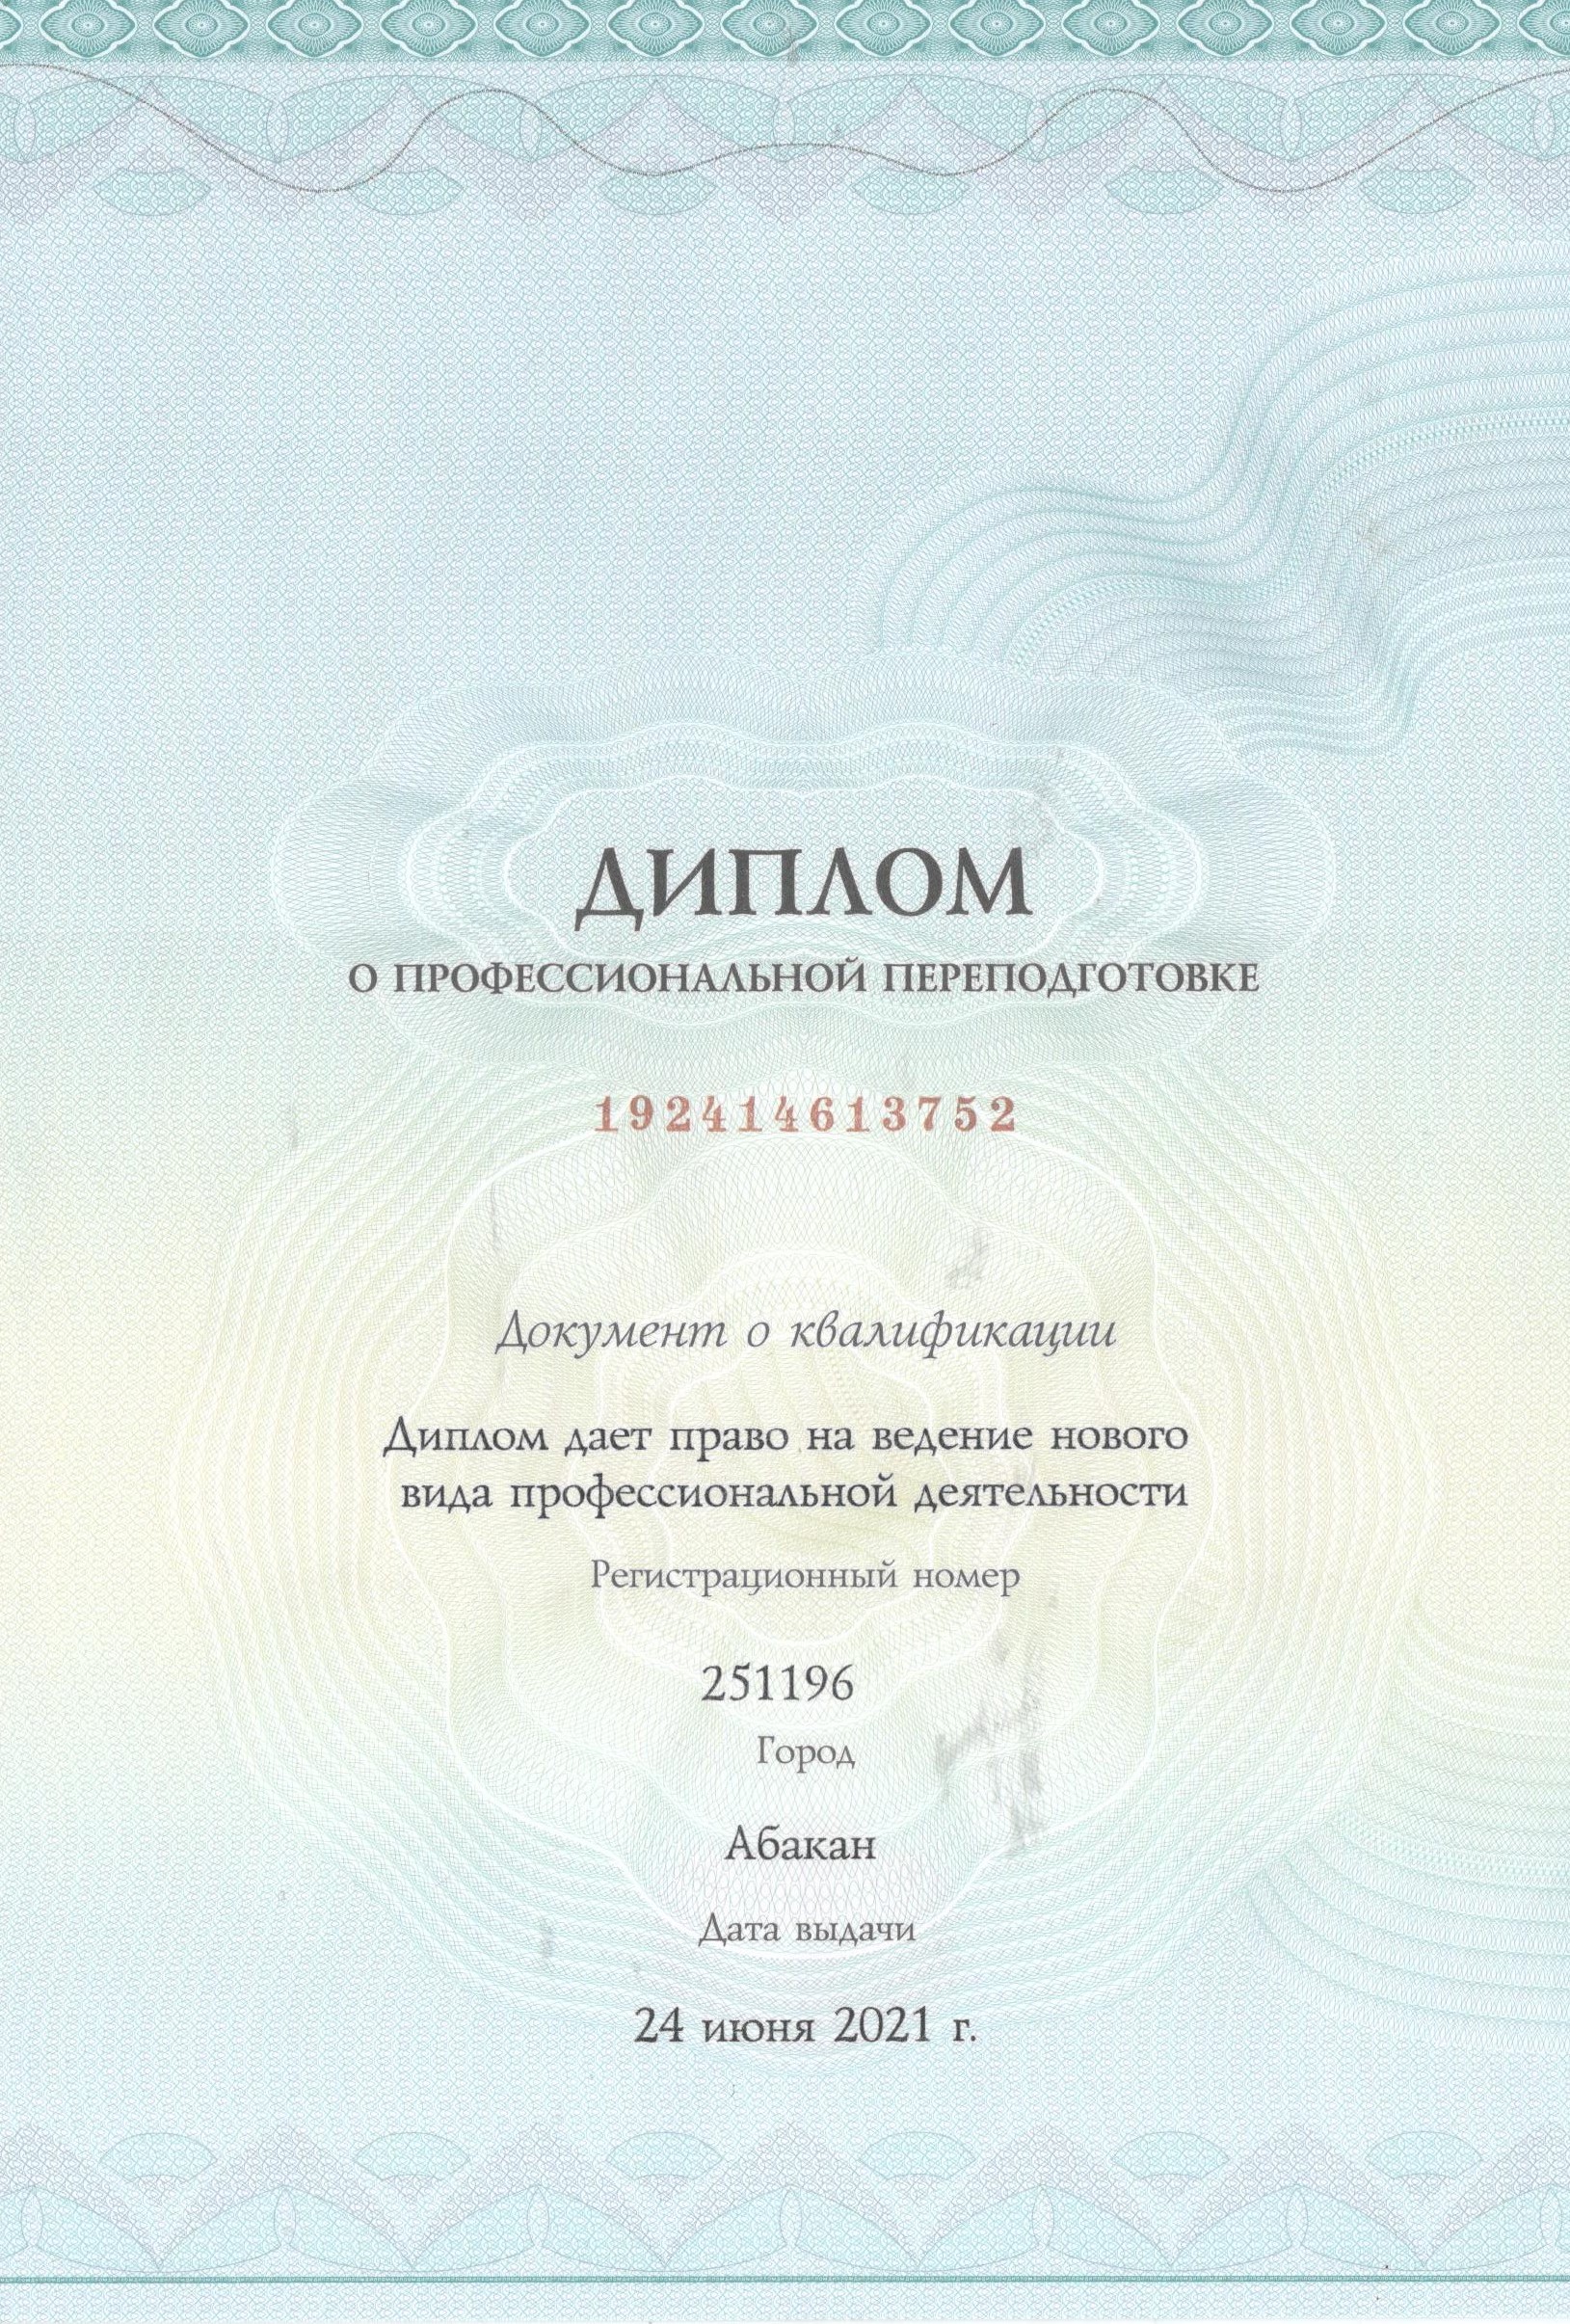 ДИПЛОМ
О ПРОФЕССИОНАЛЬНОЙ ПЕРЕПОДГОТОВКЕ
192414613752
Документ о квалификации
Диплом дает право на ведение нового
вида профессиональной деятельности
Регистрационный номер
251196
Город
Абакан
Дата выдачи
24 июня 2021 г.